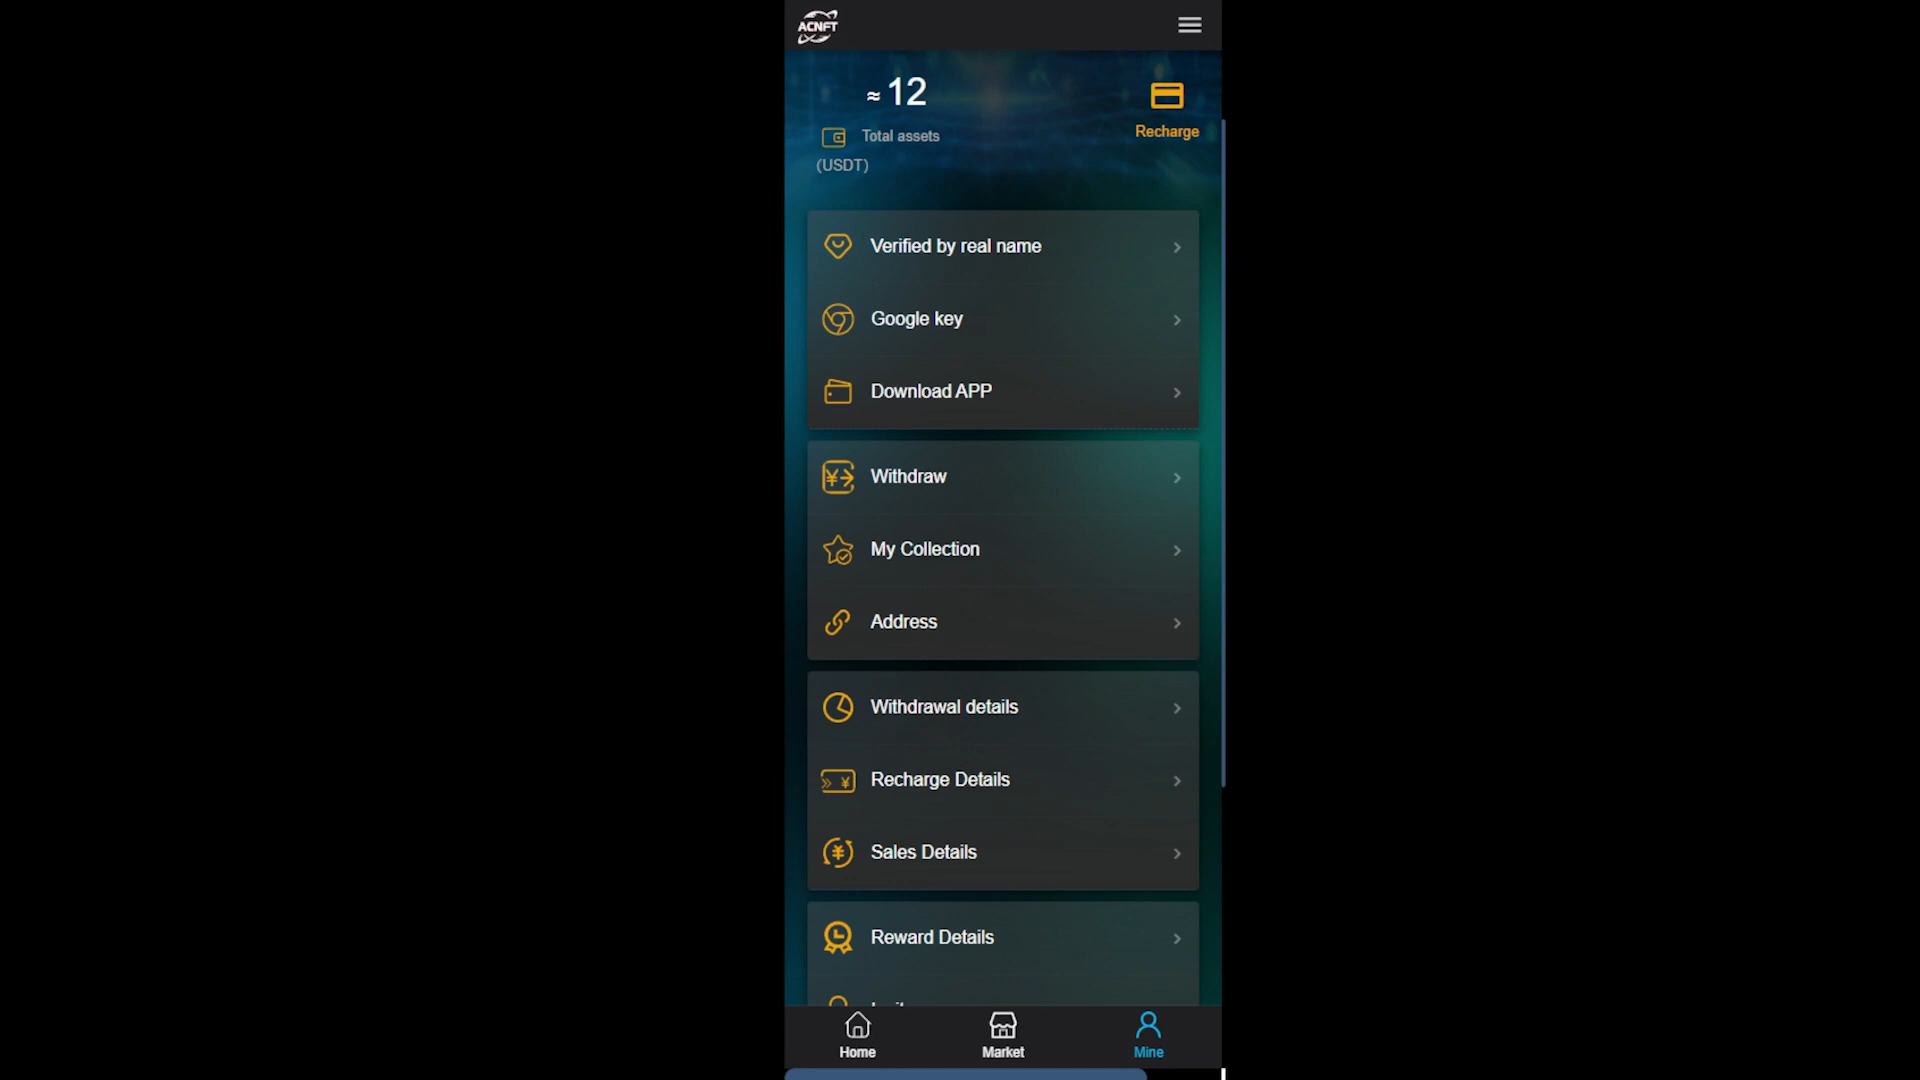 ACNFT
≈ 12
Total assets
(USDT)
Recharge
Verified by real name
Google key
Download APP
Withdraw
My Collection
Address
Withdrawal details
Recharge Details
Sales Details
Reward Details
Home
Market
Mine